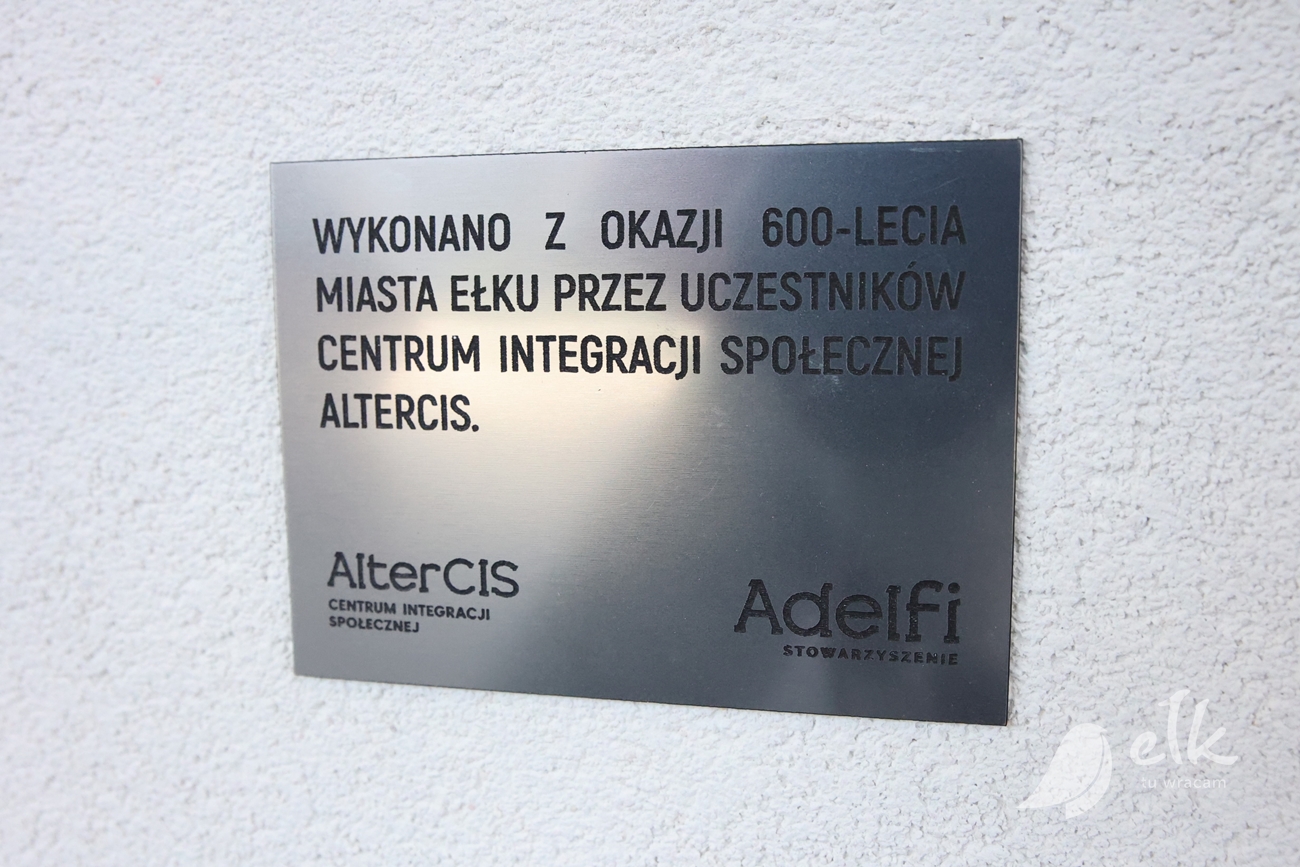 WYKONANO Z OKAZJI 600-LECIA
MIASTA EŁKU PRZEZ UCZESTNIKÓW
CENTRUM INTEGRACJI SPOŁECZNEJ
ALTERCIS.
AlterCIS
CENTRUM INTEGRACJI
SPOŁECZNEJ
Adelfi
STOWARZYSZENIE
ełk
tu wracam